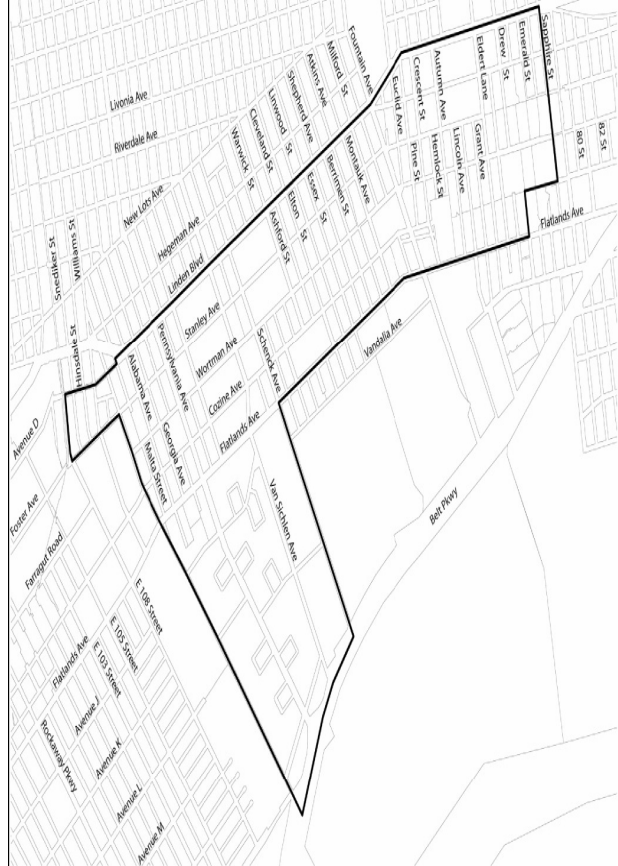 Sapphire St
Emerald St
Drew St
Eldert Lane
82 St
80 St
Fountain Ave
Milford St
Atkins Ave
Shepherd Ave
Linwood St
Cleveland St
Warwick St
Autumn Ave
Crescent St
Euclid Ave
Grant Ave
Lincoln Ave
Hemlock St
Pine St
Livonia Ave
Riverdale Ave
New Lots Ave
Hegeman Ave
Linden Blvd
Montauk Ave
Berrimen St
Essex St
Elton St
Ashford St
Flatlands Ave
Williams St
Snediker St
Hinsdale St
Stanley Ave
Wortman Ave
Cozine Ave
Flatlands Ave
Schenck Ave
Vandalia Ave
Pennsylvania Ave
Alabama Ave
Georgia Ave
Malta Street
Van Sichlen Ave
Belt Pkwy
Avenue D
Foster Ave
Farragut Road
E 108 Street
E 105 Street
E 103 Street
Flatlands Ave
Avenue J
Avenue K
Rockaway Pkwy
Avenue L
Avenue M